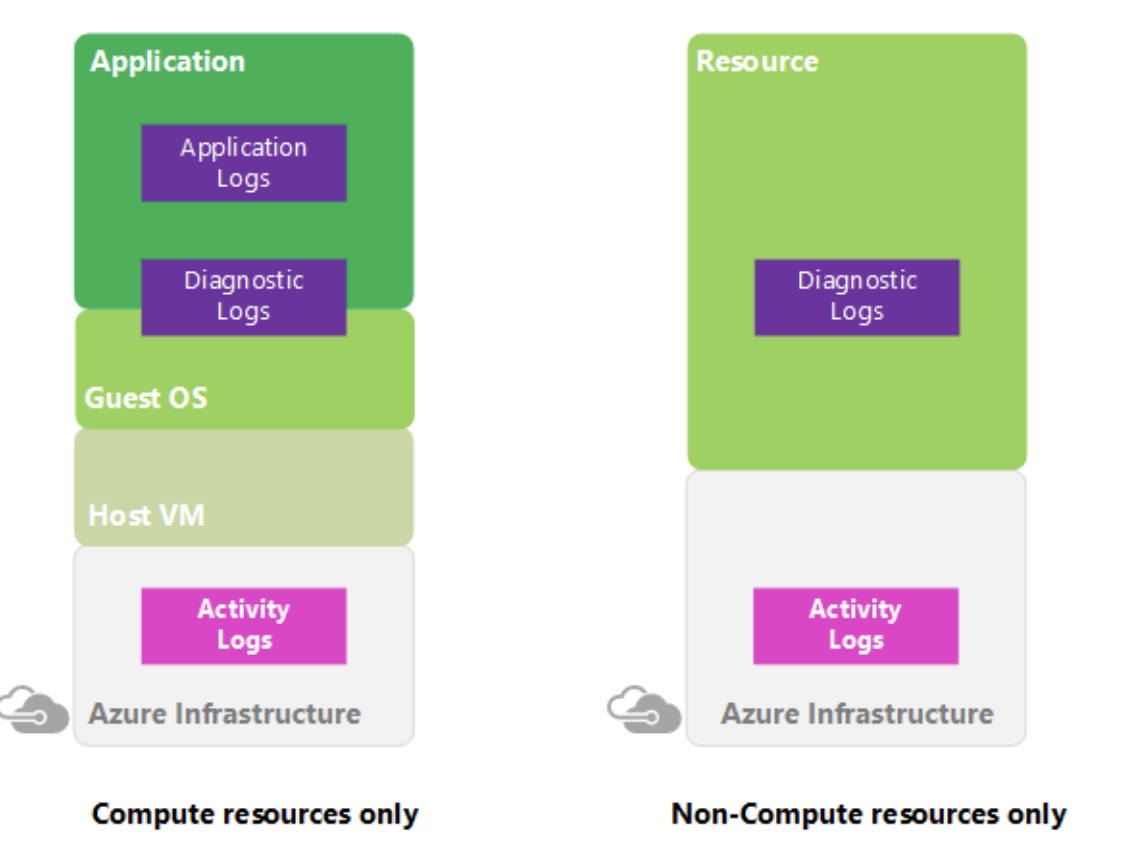 Application
Application
Logs
Diagnostic
Logs
Guest OS
Host VM
Activity
Logs
Azure Infrastructure
Compute resources only
Resource
Diagnostic
Logs
Activity
Logs
Azure Infrastructure
Non-Compute resources only